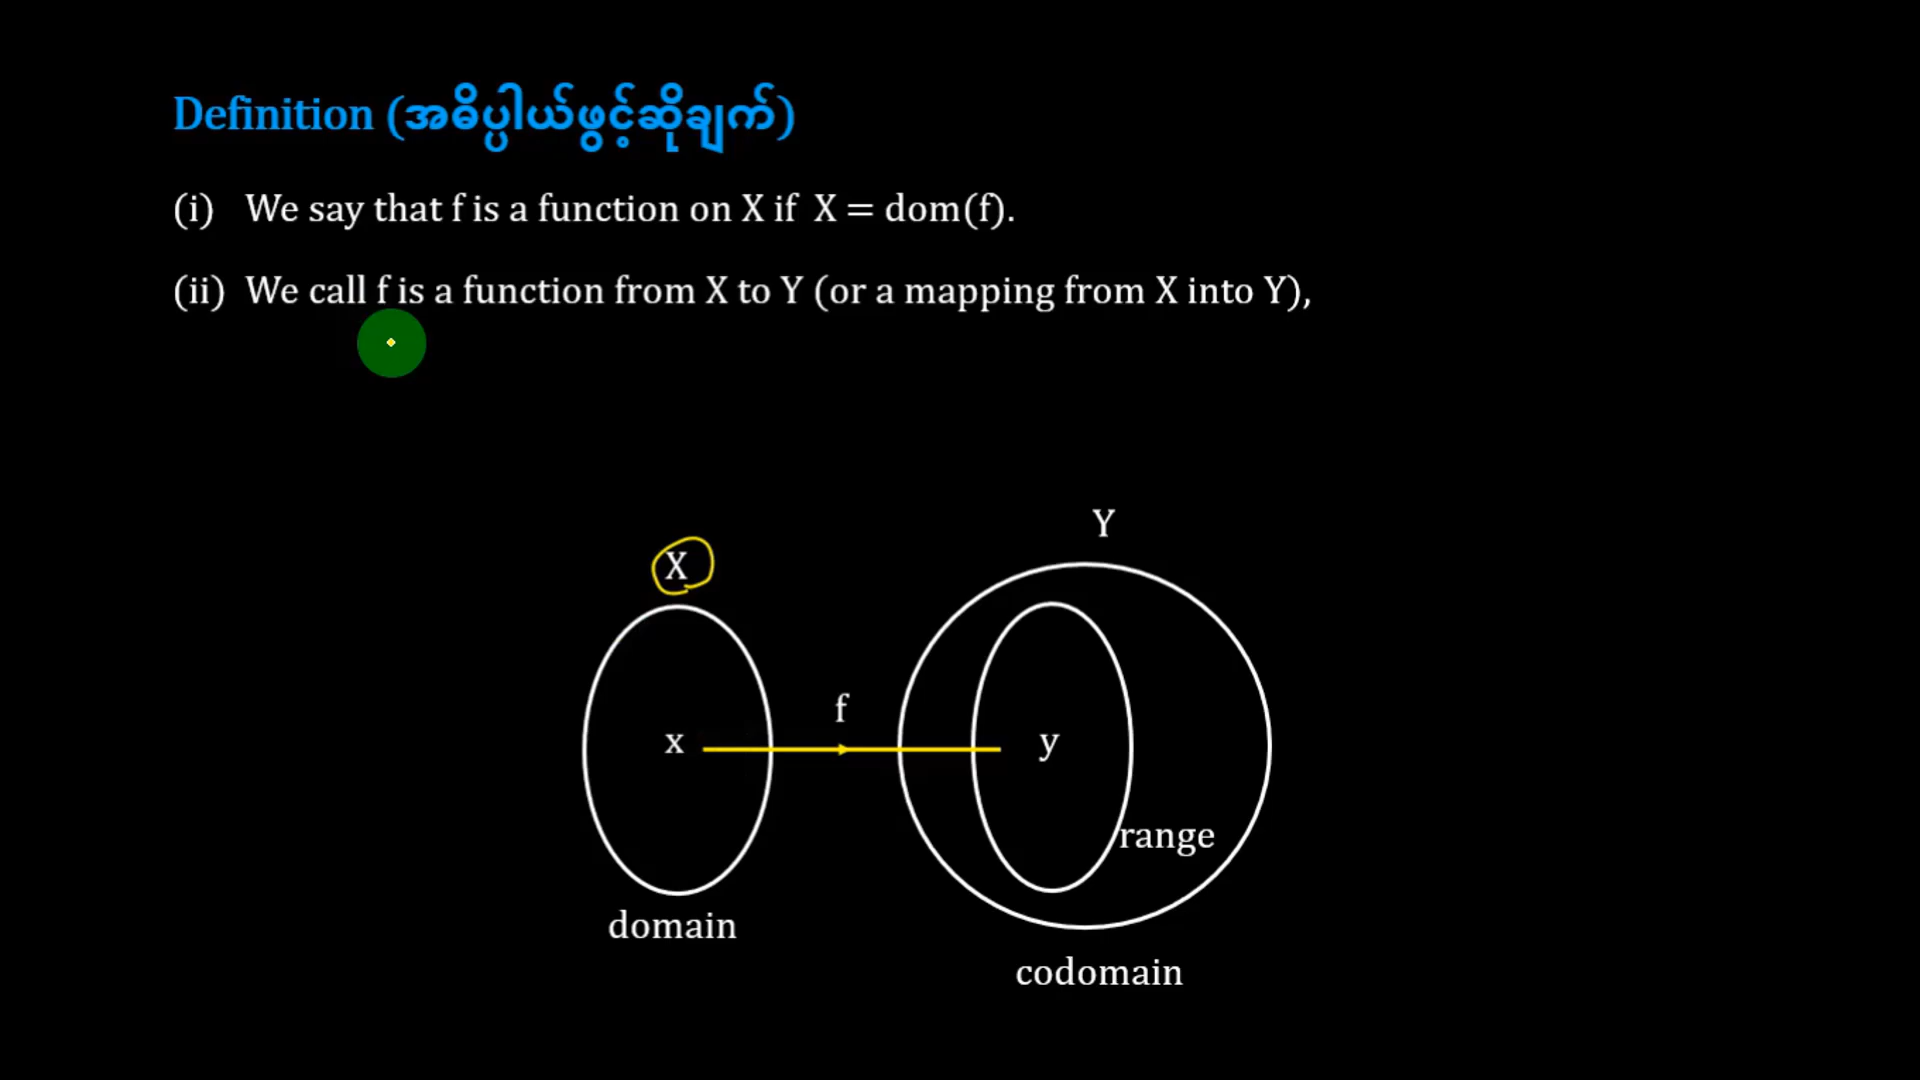 Definition (အဓိပ္ပါယ်ဖွင့်ဆိုချက်)
(i) We say that f is a function on X if X = dom(f).
(ii) We call f is a function from X to Y (or a mapping from X into Y),
Y
X
f
x
y
range
domain
codomain